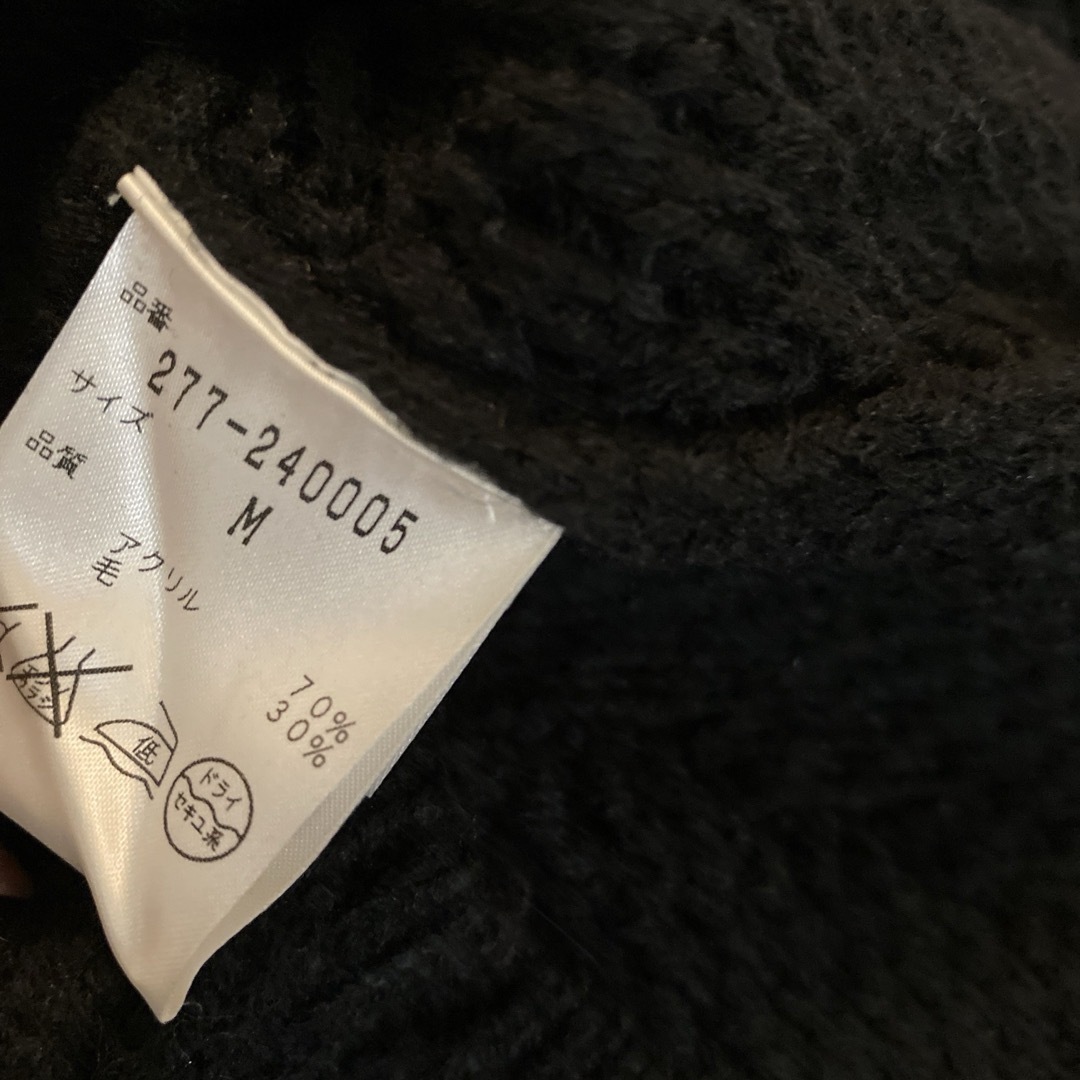 品番
277-240005
サイズ
M
品質
アクリル 70%
毛 30%
低
ドライ
セキユ系